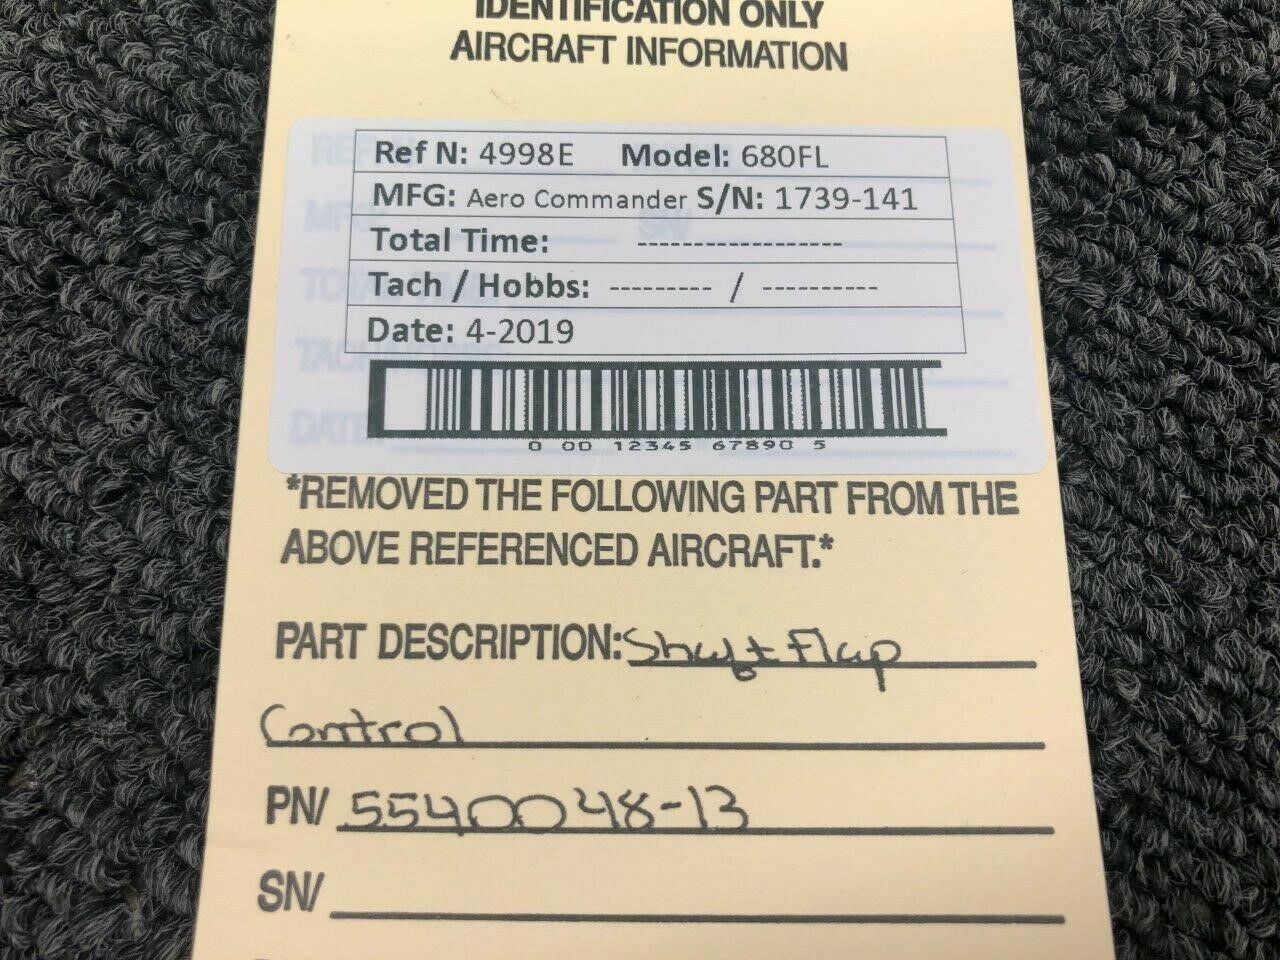 IDENTIFICATION ONLY
AIRCRAFT INFORMATION
Ref N: 4998E Model: 680FL
MFG: Aero Commander S/N: 1739-141
Total Time: ------------------
Tach / Hobbs: --------- / ----------
Date: 4-2019
0 00 12345 67890 5
*REMOVED THE FOLLOWING PART FROM THE
ABOVE REFERENCED AIRCRAFT.*
PART DESCRIPTION: Shaft Flap
Control
PN/ 5540048-13
SN/